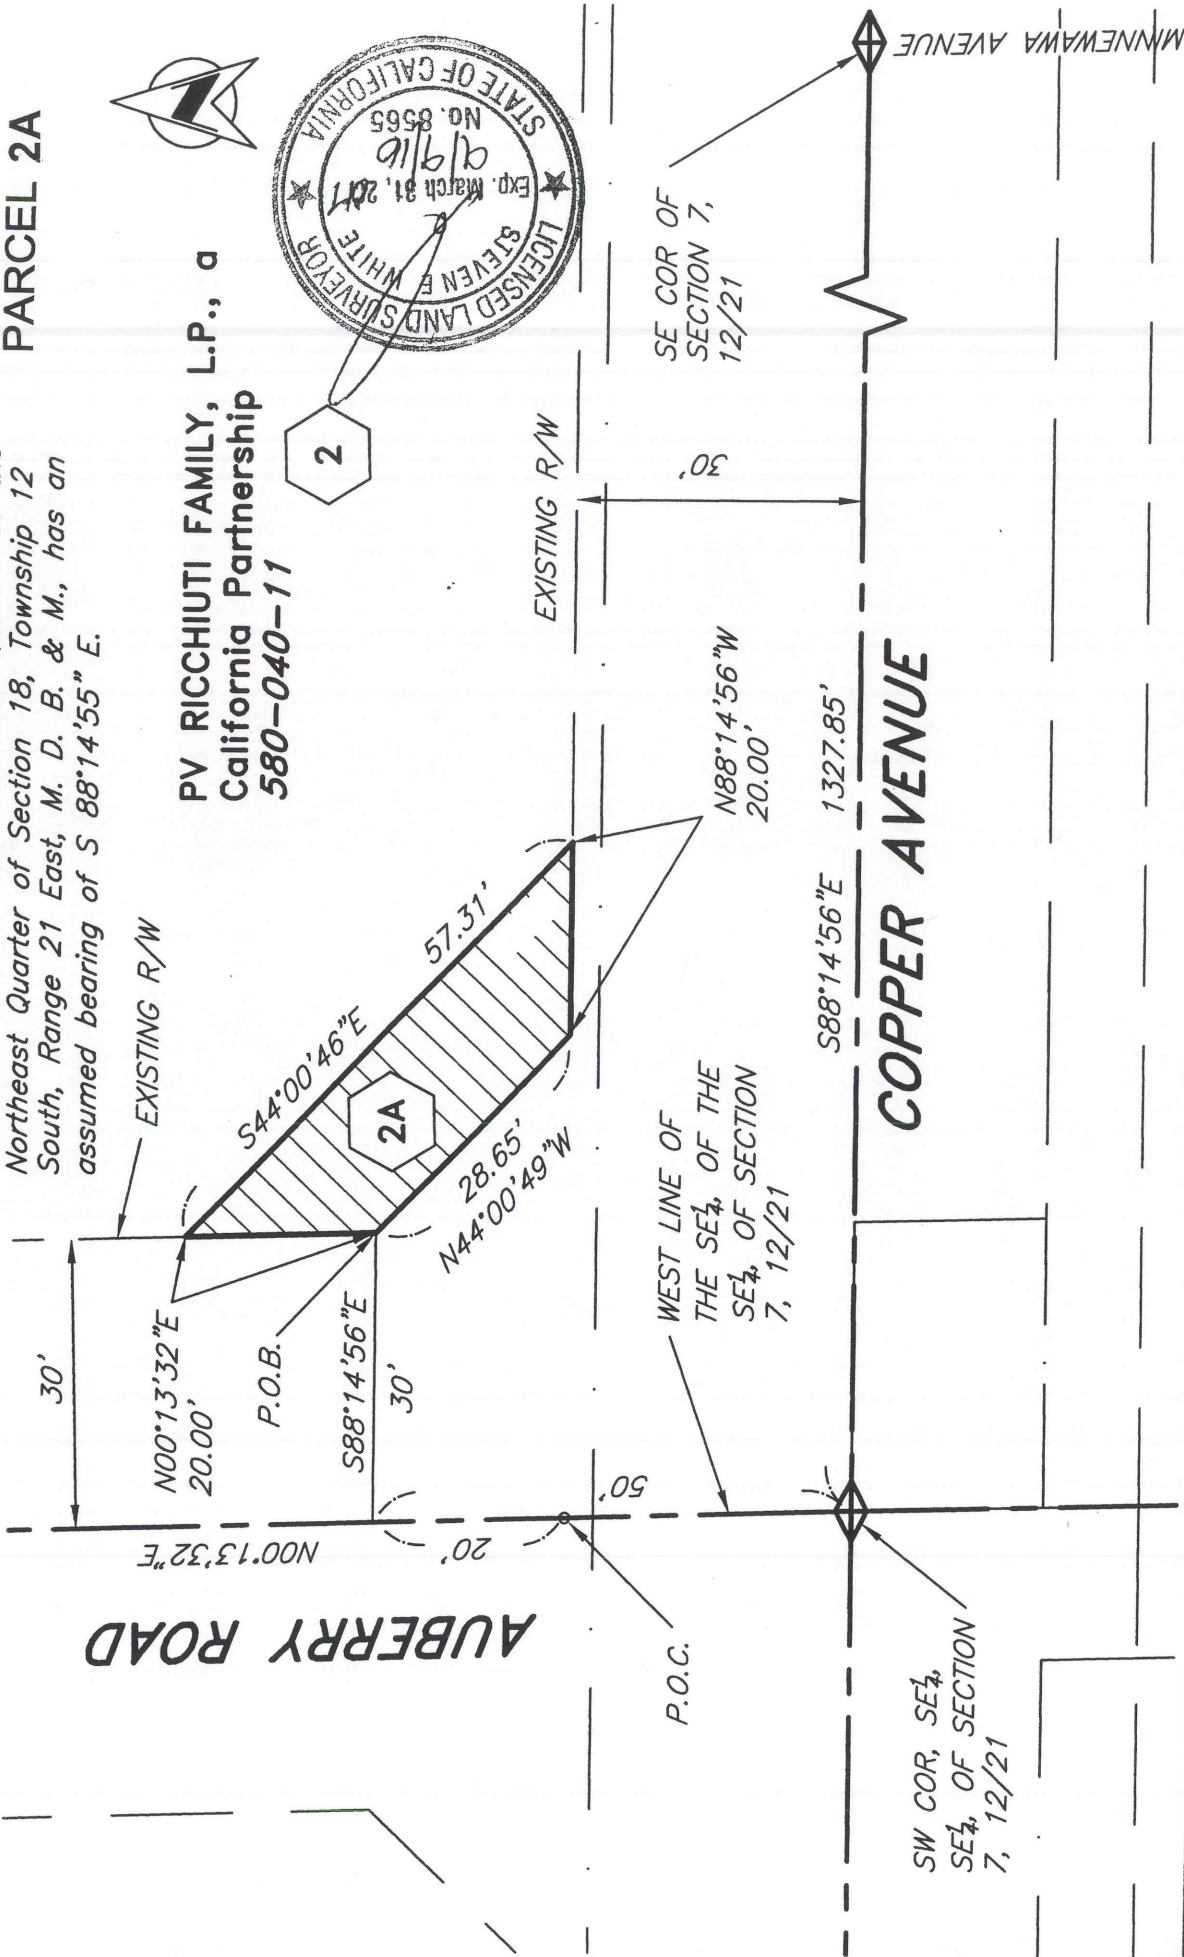 PARCEL 2A
Northeast Quarter of Section 18, Township 12
South, Range 21 East, M. D. B. & M., has an
assumed bearing of S 88°14'55" E.
PV RICCHIUTI FAMILY, L.P., a
California Partnership
580-040-11
2
LICENSED LAND SURVEYOR
STEVEN E WHITE
Exp. March 31, 2017
9/9/16
No. 8565
STATE OF CALIFORNIA
EXISTING R/W
30'
N00°13'32"E
20.00'
P.O.B.
S88°14'56"E
30'
S44°00'46"E
57.31'
2A
28.65'
N44°00'49"W
EXISTING R/W
30'
N88°14'56"W
20.00'
SE COR OF
SECTION 7,
12/21
MINNEWAWA AVENUE
N00°13'32"E
20'
50'
AUBERRY ROAD
P.O.C.
WEST LINE OF
THE SE¼, OF THE
SE¼, OF SECTION
7, 12/21
S88°14'56"E 1327.85'
COPPER AVENUE
SW COR, SE¼,
SE¼, OF SECTION
7, 12/21